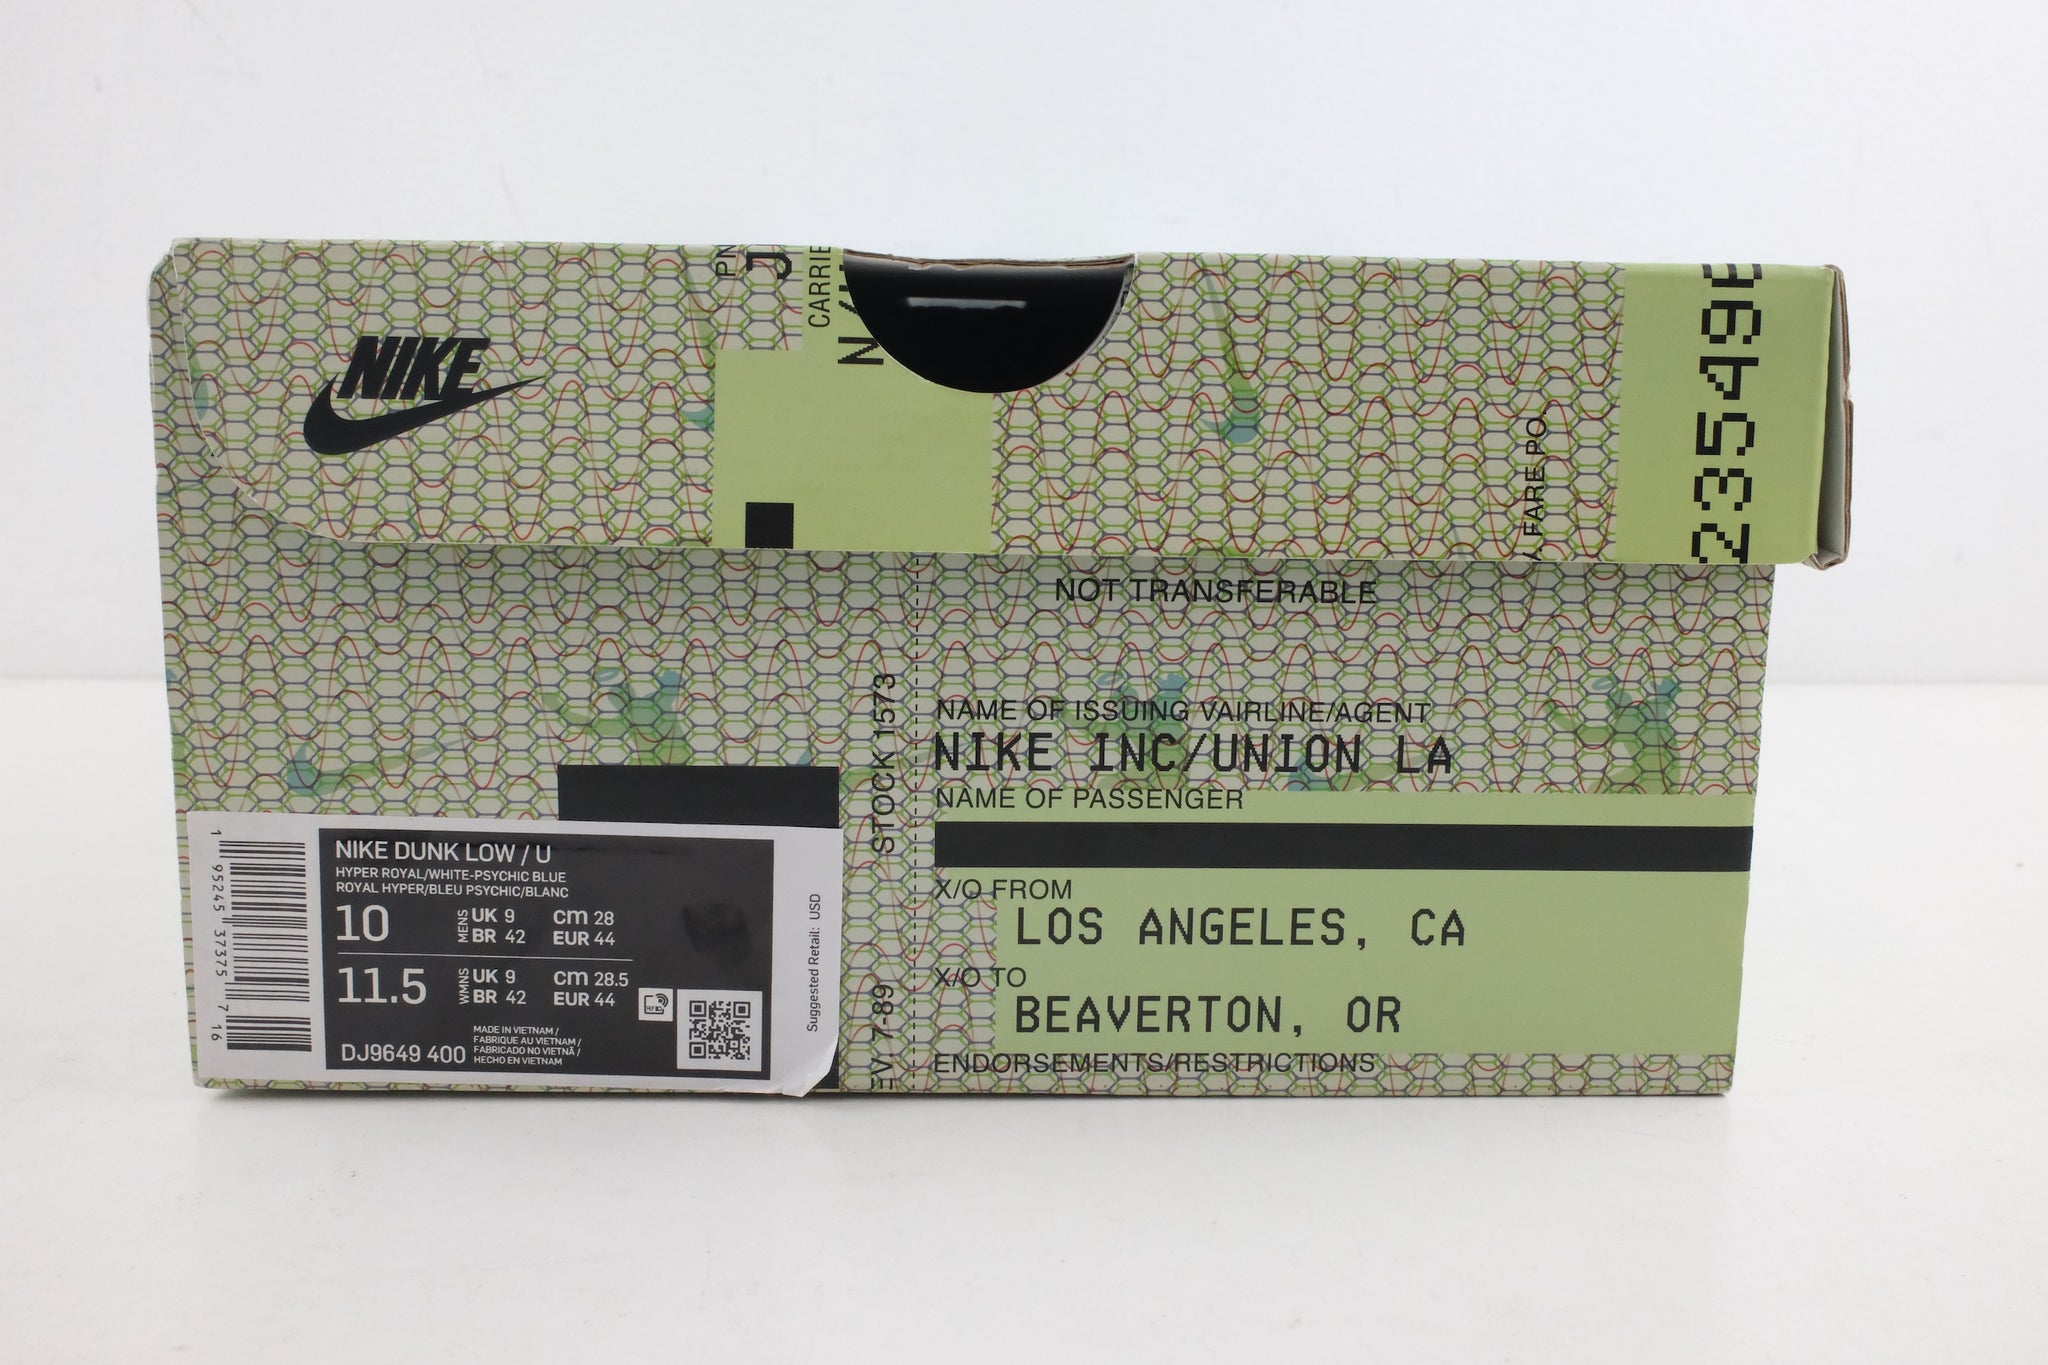 NIKE
CARRIE
Y FARE PO.
23549
NOT TRANSFERABLE
STOCK 1573
EV 7-89
NAME OF ISSUING VAIRLINE/AGENT
NIKE INC/UNION LA
NAME OF PASSENGER
X/O FROM
LOS ANGELES, CA
X/O TO
BEAVERTON, OR
ENDORSEMENTS/RESTRICTIONS
1 95245 37375 7 16
NIKE DUNK LOW / U
HYPER ROYAL/WHITE-PSYCHIC BLUE
ROYAL HYPER/BLEU PSYCHIC/BLANC
10 MENS UK 9 cm 28
BR 42 EUR 44
11.5 WMNS UK 9 cm 28.5
BR 42 EUR 44
RFID
DJ9649 400
MADE IN VIETNAM /
FABRIQUE AU VIETNAM /
FABRICADO NO VIETNÃ /
HECHO EN VIETNAM
Suggested Retail: USD